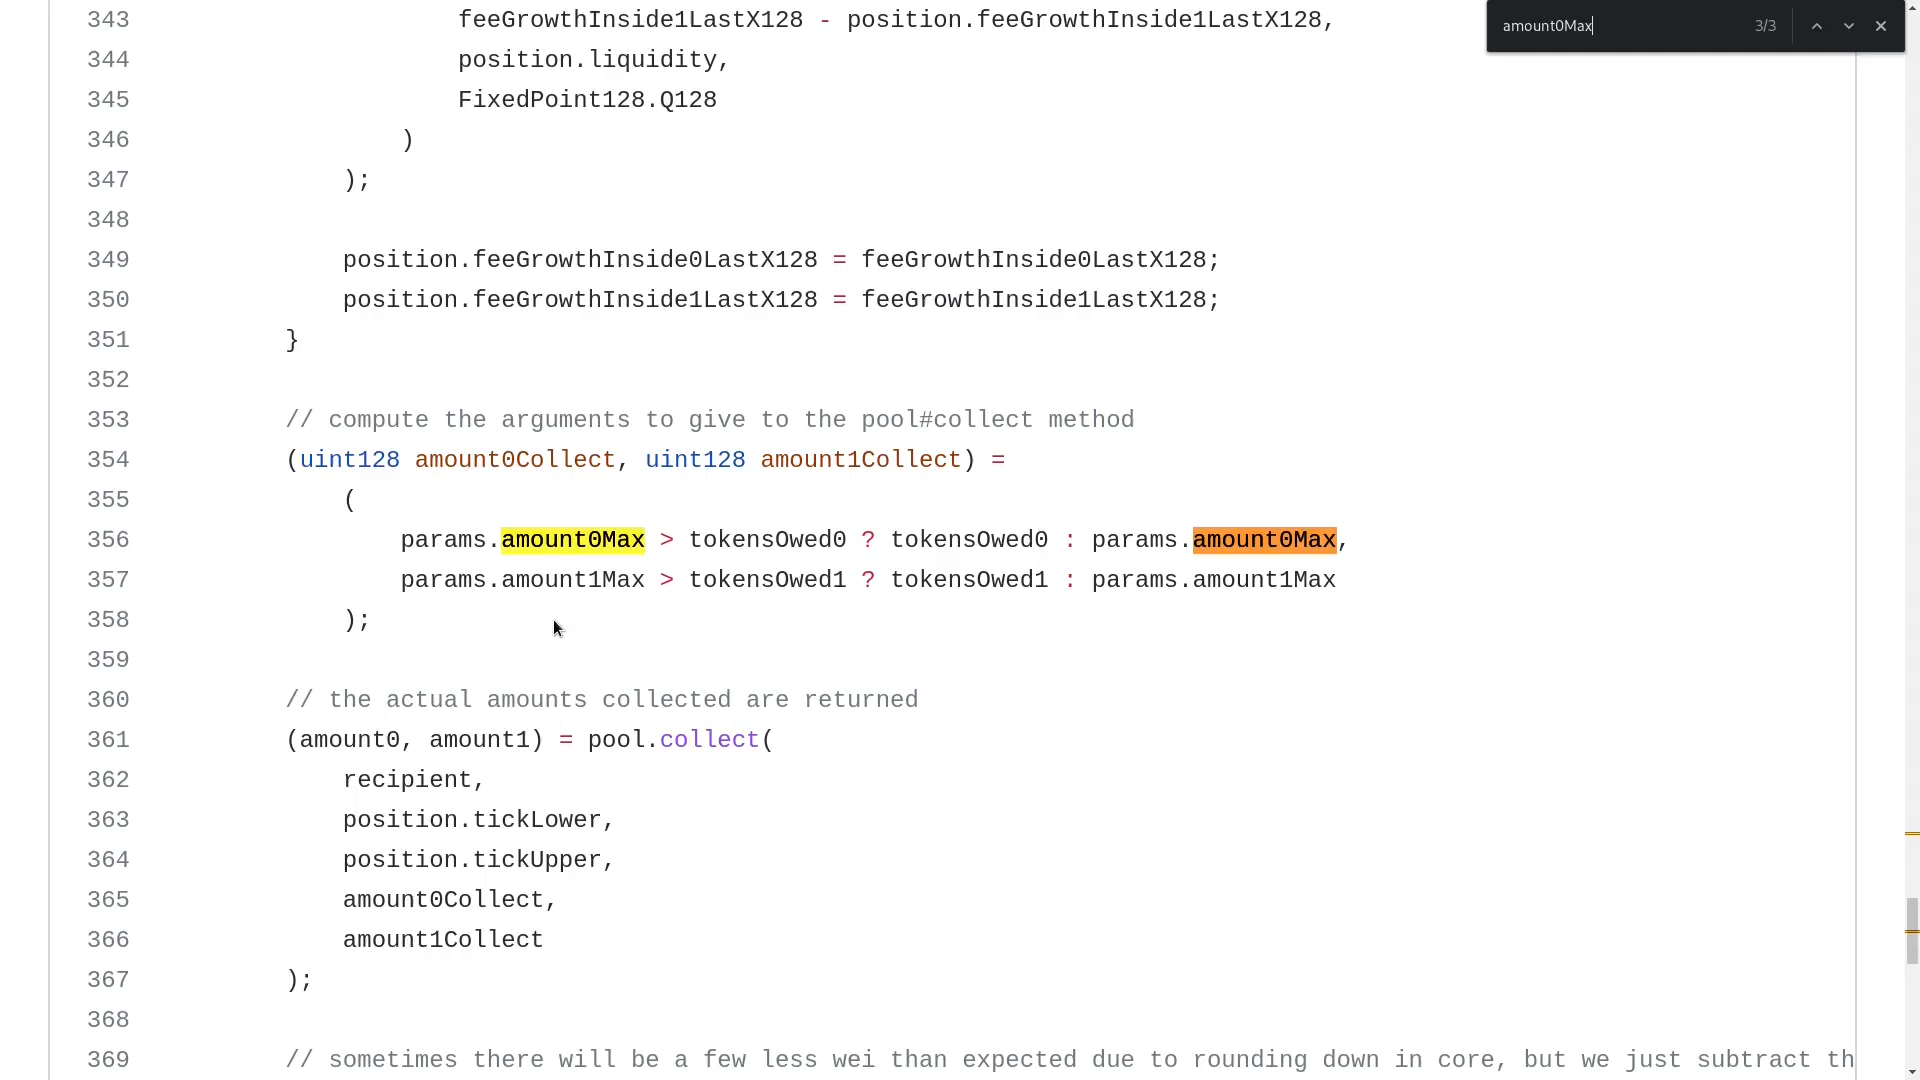 343 feeGrowthInside1LastX128 - position.feeGrowthInside1LastX128,
amount0Max 3/3
344 position.liquidity,
345 FixedPoint128.Q128
346 )
347 );
348
349 position.feeGrowthInside0LastX128 = feeGrowthInside0LastX128;
350 position.feeGrowthInside1LastX128 = feeGrowthInside1LastX128;
351 }
352
353 // compute the arguments to give to the pool#collect method
354 (uint128 amount0Collect, uint128 amount1Collect) =
355 (
356 params.amount0Max > tokensOwed0 ? tokensOwed0 : params.amount0Max,
357 params.amount1Max > tokensOwed1 ? tokensOwed1 : params.amount1Max
358 );
359
360 // the actual amounts collected are returned
361 (amount0, amount1) = pool.collect(
362 recipient,
363 position.tickLower,
364 position.tickUpper,
365 amount0Collect,
366 amount1Collect
367 );
368
369 // sometimes there will be a few less wei than expected due to rounding down in core, but we just subtract th